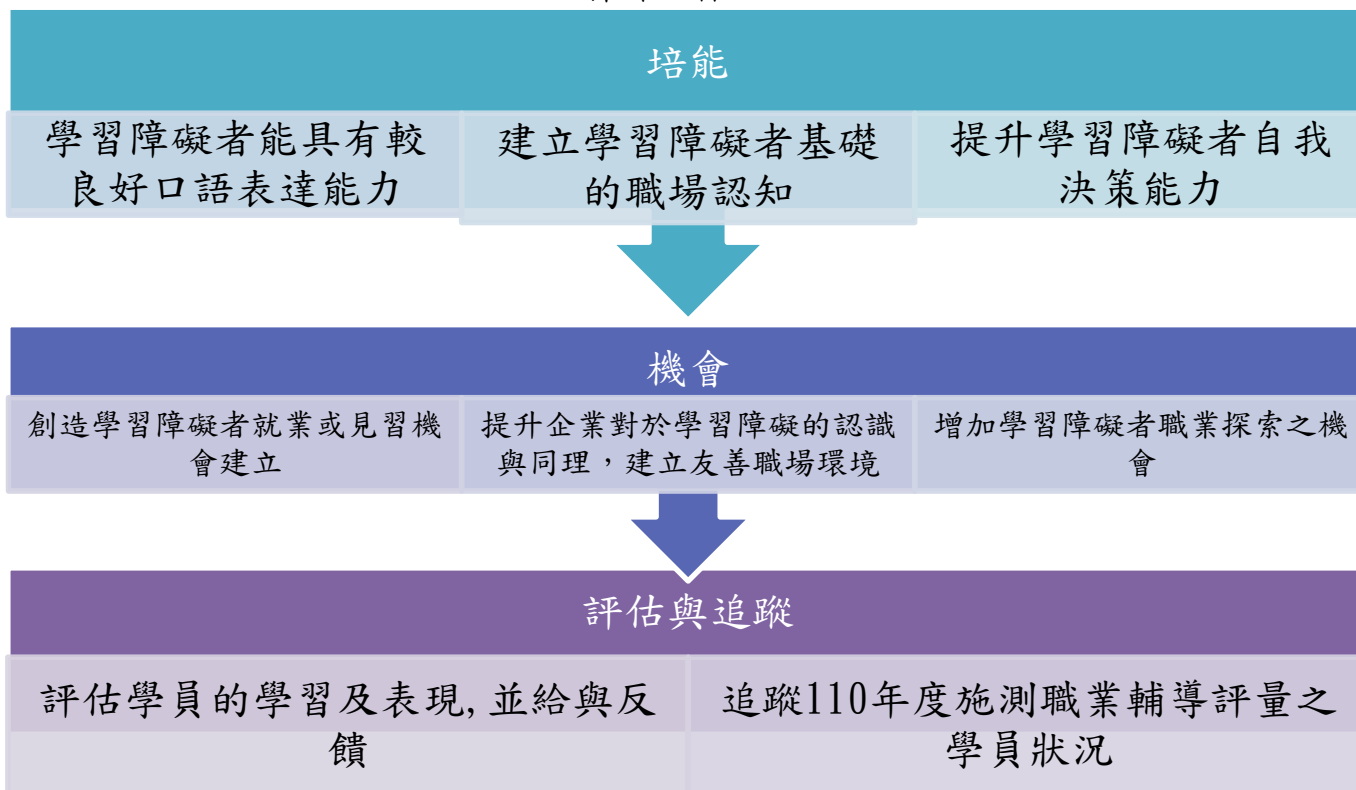 培能
學習障礙者能具有較
良好口語表達能力
建立學習障礙者基礎
的職場認知
提升學習障礙者自我
決策能力
機會
創造學習障礙者就業或見習機
會建立
提升企業對於學習障礙的認識
與同理，建立友善職場環境
增加學習障礙者職業探索之機
會
評估與追蹤
評估學員的學習及表現,並給與反
饋
追蹤110年度施測職業輔導評量之
學員狀況